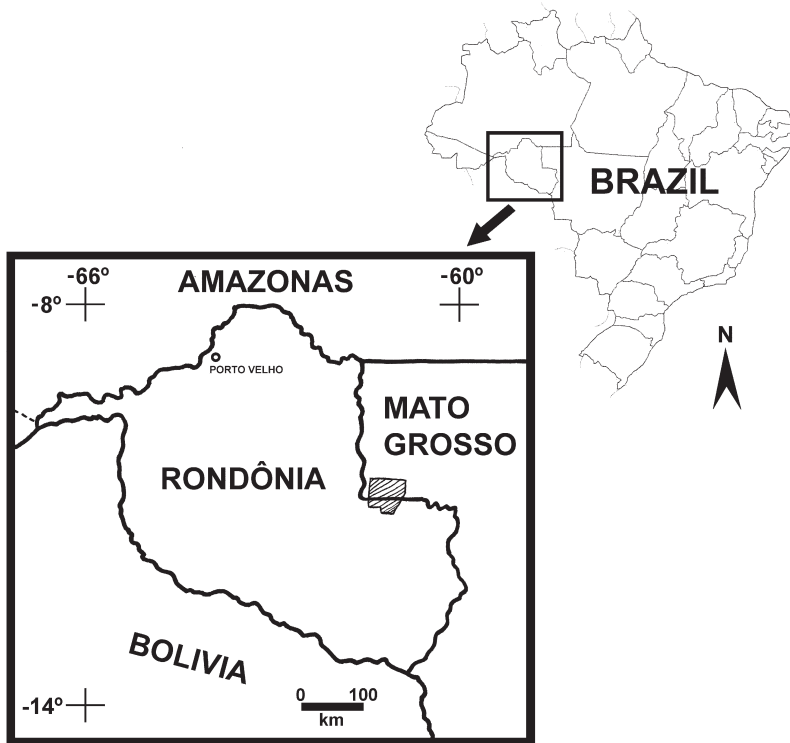 BRAZIL
N
-66º
AMAZONAS
-60º
-8º
PORTO VELHO
MATO
GROSSO
RONDÔNIA
BOLIVIA
-14º
0 100
km